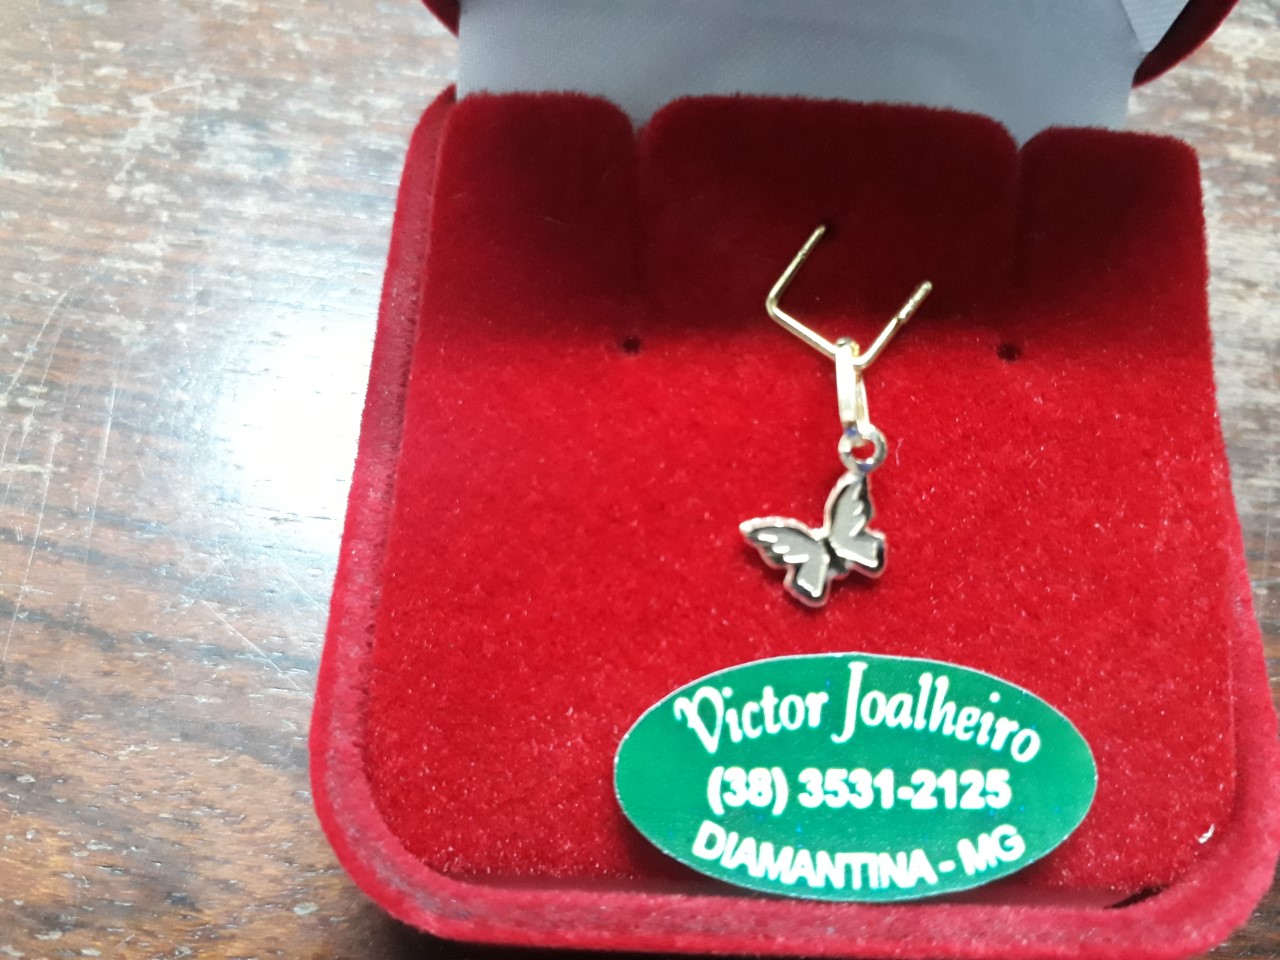 Victor Joalheiro
(38) 3531-2125
DIAMANTINA - MG